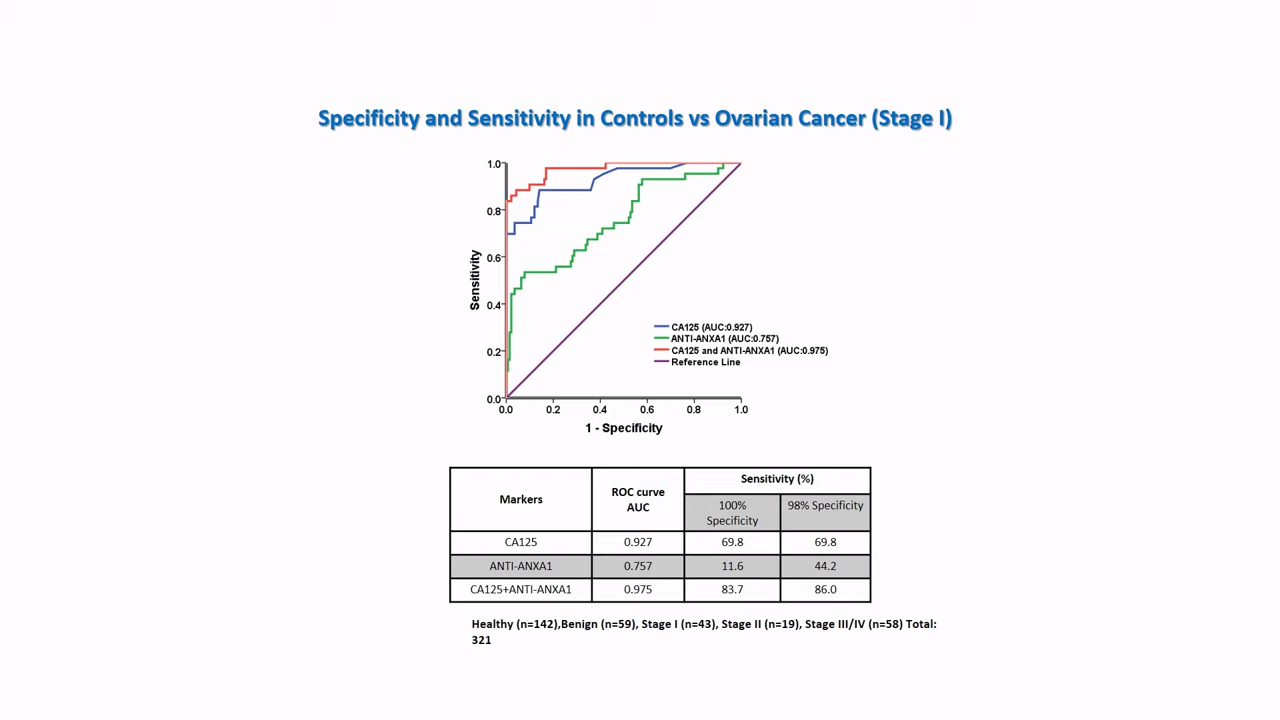 Specificity and Sensitivity in Controls vs Ovarian Cancer (Stage I)
1.0
0.8
0.6
0.4
0.2
0.0
Sensitivity
0.0 0.2 0.4 0.6 0.8 1.0
1 - Specificity
CA125 (AUC:0.927)
ANTI-ANXA1 (AUC:0.757)
CA125 and ANTI-ANXA1 (AUC:0.975)
Reference Line
Markers
ROC curve
AUC
Sensitivity (%)
100%
Specificity
98% Specificity
CA125 0.927 69.8 69.8
ANTI-ANXA1 0.757 11.6 44.2
CA125+ANTI-ANXA1 0.975 83.7 86.0
Healthy (n=142),Benign (n=59), Stage I (n=43), Stage II (n=19), Stage III/IV (n=58) Total:
321